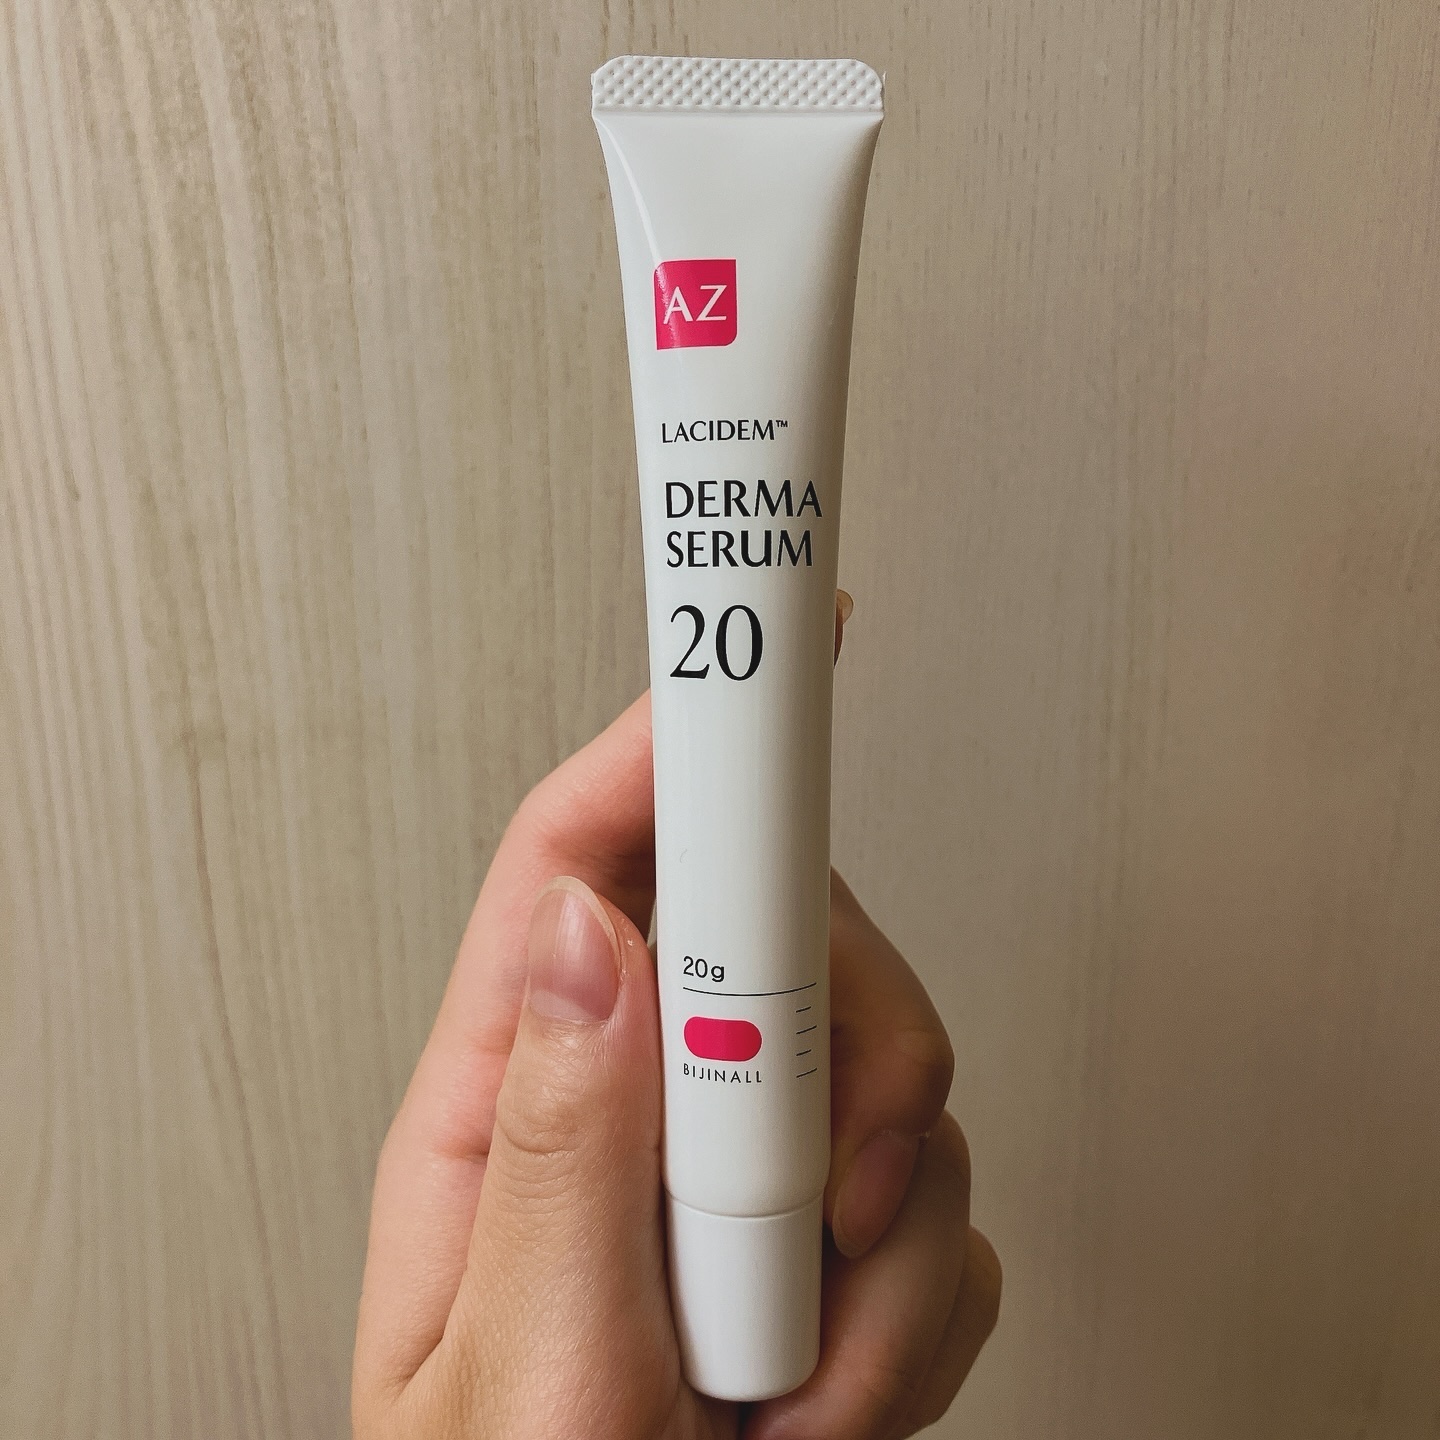 AZ
LACIDEM™
DERMA
SERUM
20
20g
BIJINALL